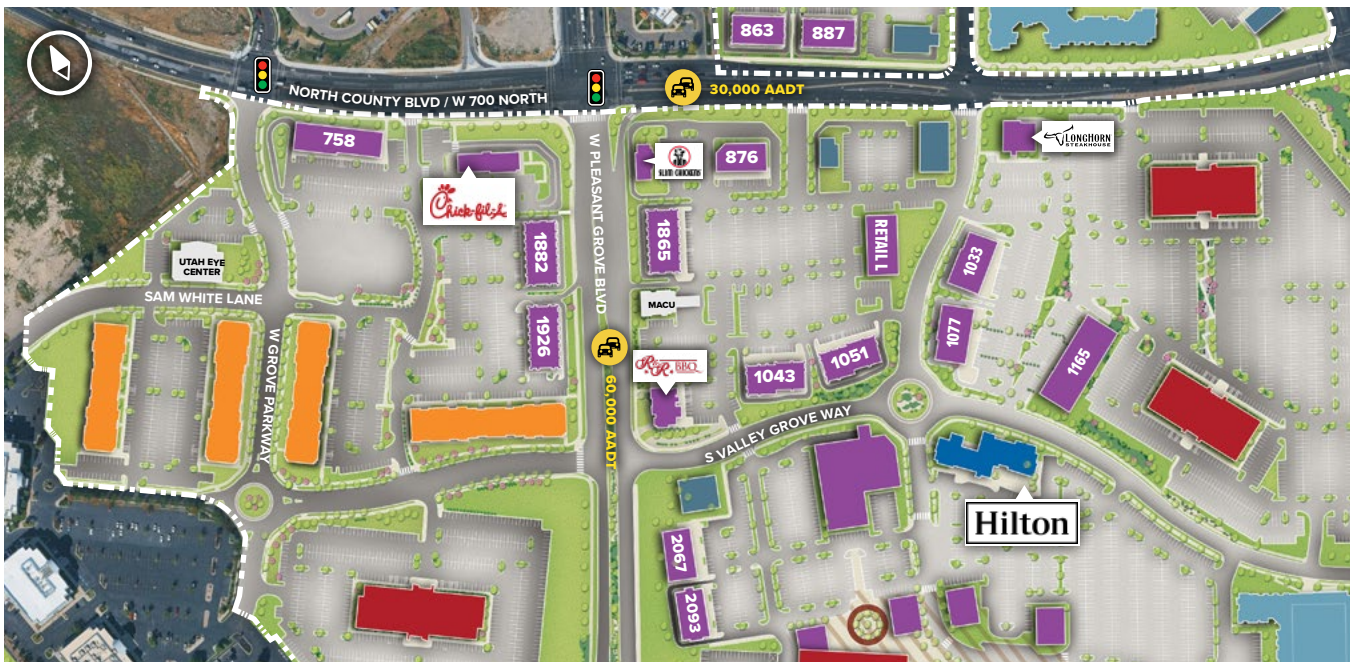 863
887
NORTH COUNTY BLVD / W 700 NORTH
30,000 AADT
758
Chick-fil-A
W PLEASANT GROVE BLVD
SLIM CHICKENS
876
LONGHORN
STEAKHOUSE
1882
1865
RETAIL L
1033
UTAH EYE
CENTER
SAM WHITE LANE
MACU
1926
1077
W GROVE PARKWAY
R&R BBQ
1043
1051
1165
60,000 AADT
S VALLEY GROVE WAY
Hilton
2067
2093